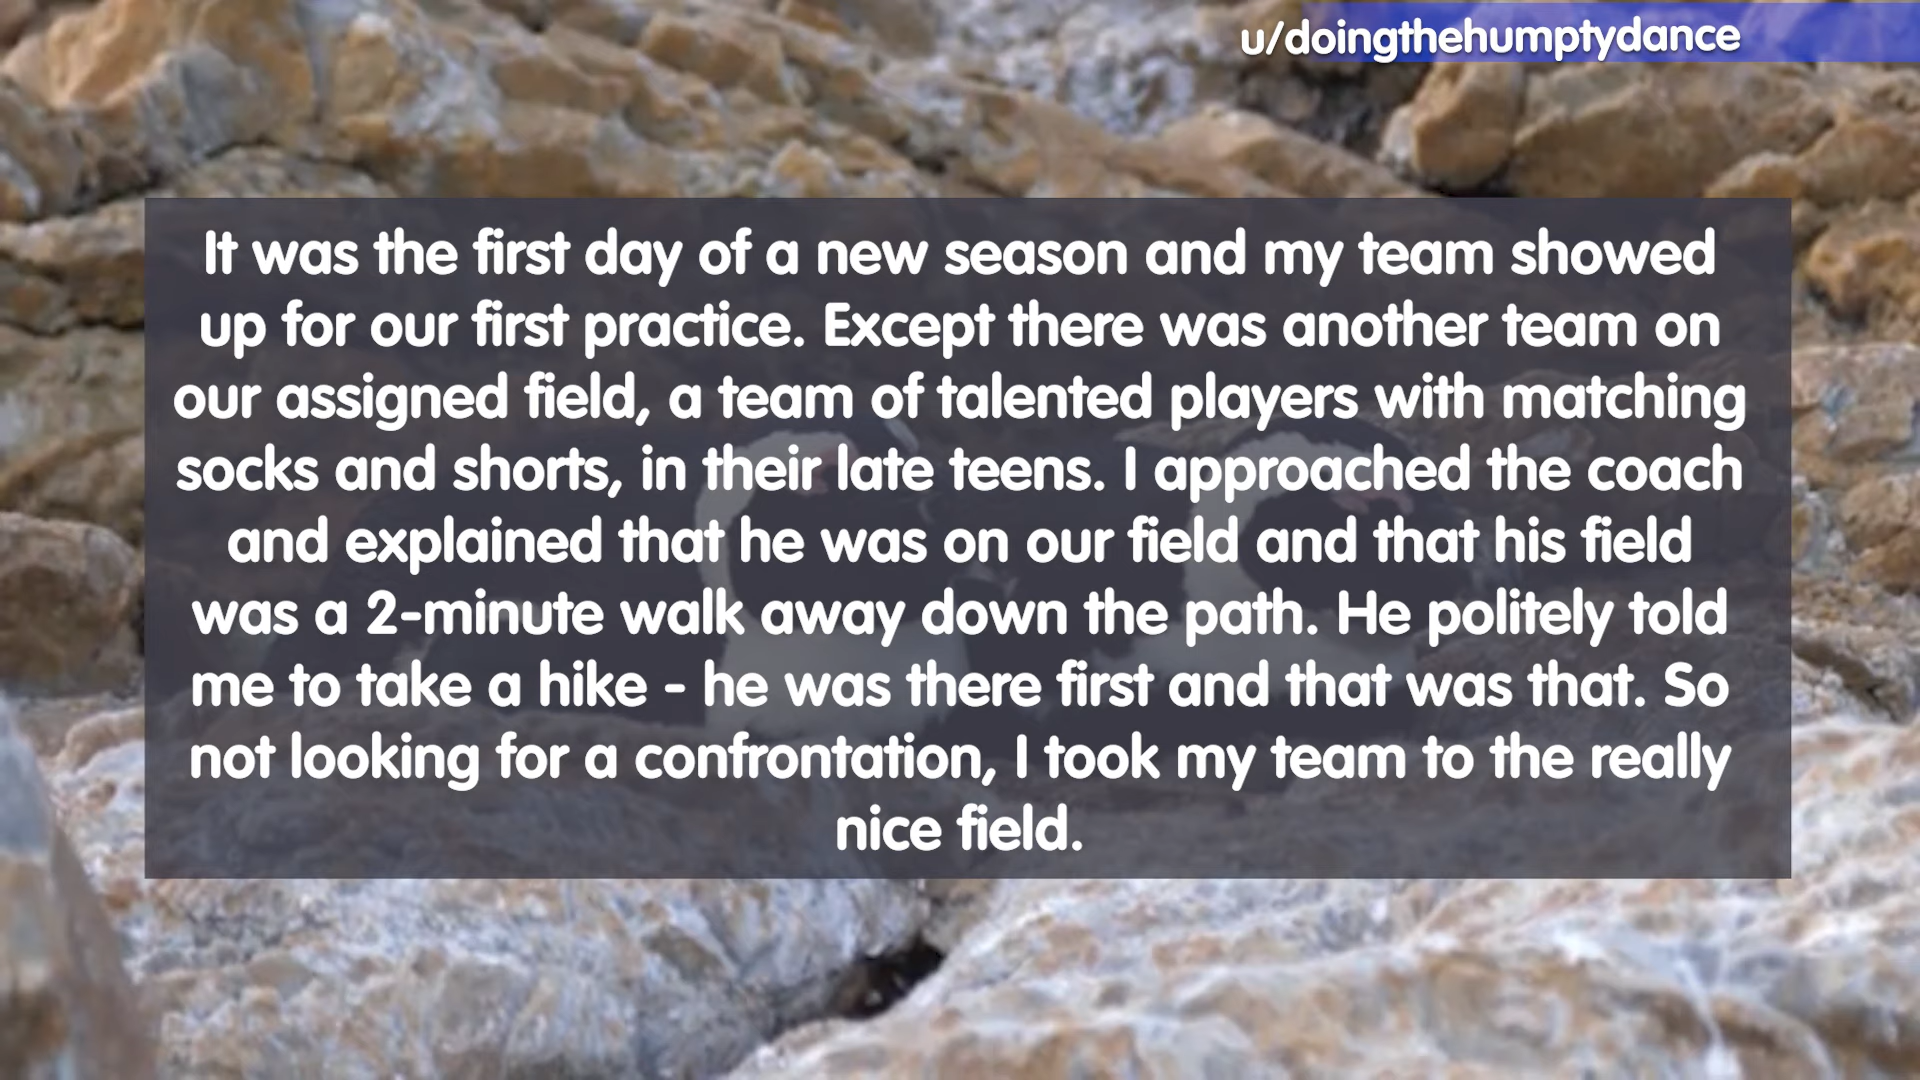 u/doingthehumptydance
It was the first day of a new season and my team showed
up for our first practice. Except there was another team on
our assigned field, a team of talented players with matching
socks and shorts, in their late teens. I approached the coach
and explained that he was on our field and that his field
was a 2-minute walk away down the path. He politely told
me to take a hike - he was there first and that was that. So
not looking for a confrontation, I took my team to the really
nice field.